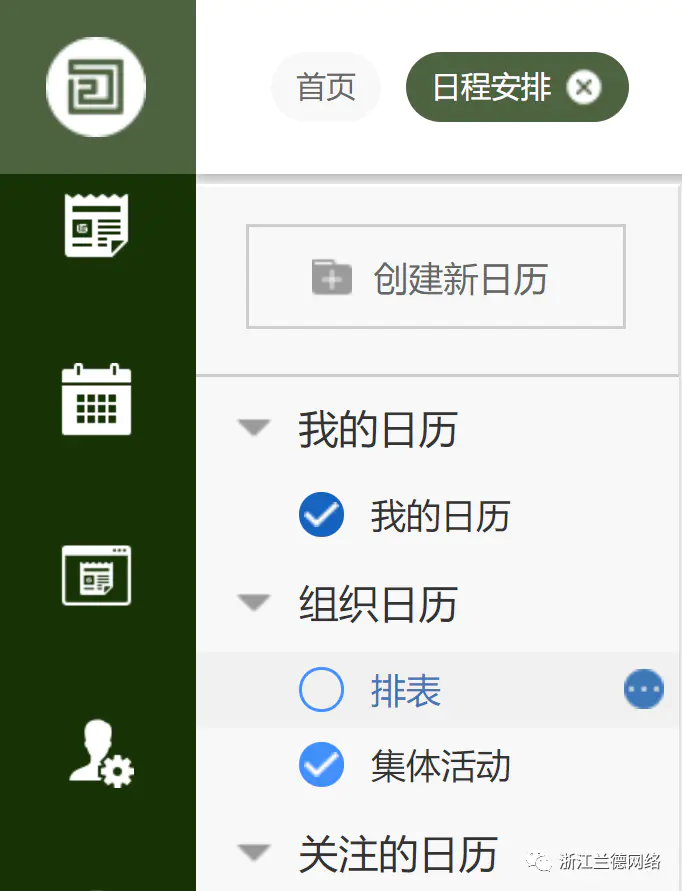 首页
日程安排
创建新日历
我的日历
我的日历
组织日历
排表
集体活动
关注的日历
浙江兰德网络